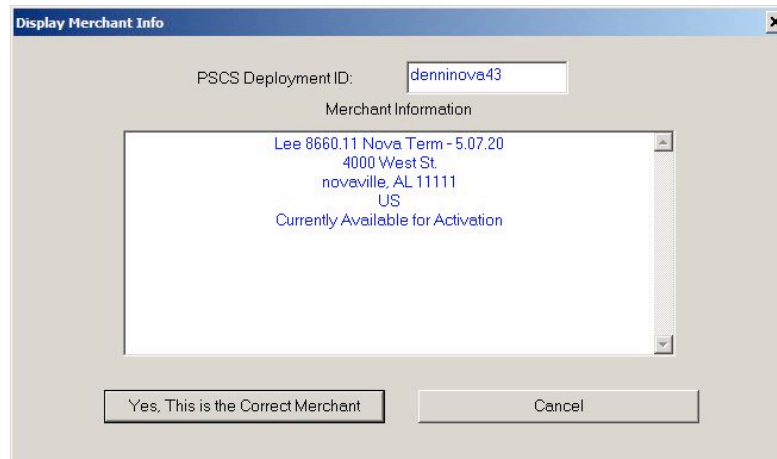 Display Merchant Info
PSCS Deployment ID: denninova43
Merchant Information
Lee 8660.11 Nova Term - 5.07.20
4000 West St.
novaville, AL 11111
US
Currently Available for Activation
Yes, This is the Correct Merchant
Cancel